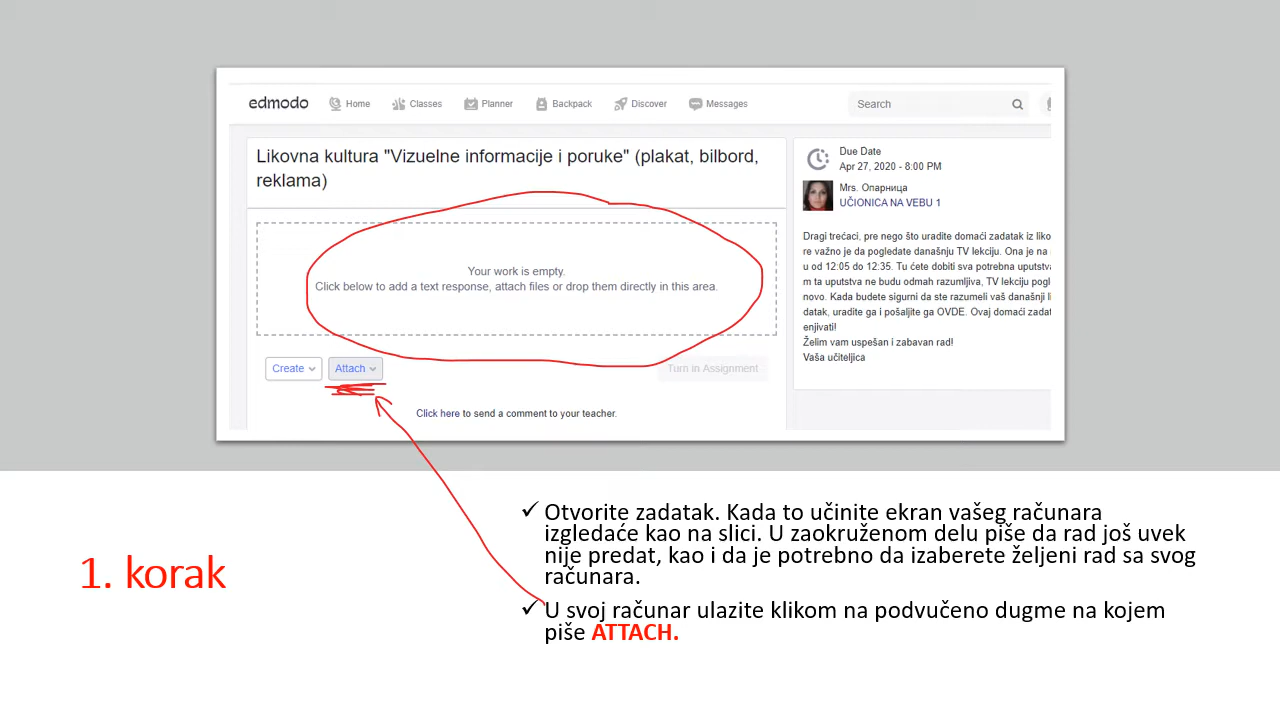 edmodo Home Classes Planner Backpack Discover Messages Search
Likovna kultura "Vizuelne informacije i poruke" (plakat, bilbord,
reklama)
Your work is empty.
Click below to add a text response, attach files or drop them directly in this area.
Create Attach Turn in Assignment
Click here to send a comment to your teacher.
Due Date
Apr 27, 2020 - 8:00 PM
Mrs. Опарница
UČIONICA NA VEBU 1
Dragi trećaci, pre nego što uradite domaći zadatak iz liko
re važno je da pogledate današnju TV lekciju. Ona je na
u od 12:05 do 12:35. Tu ćete dobiti sva potrebna uputstva
m ta uputstva ne budu odmah razumljiva, TV lekciju pogl
novo. Kada budete sigurni da ste razumeli vaš današnji
datak, uradite ga i pošaljite ga OVDE. Ovaj domaći zadat
enjivati!
Želim vam uspešan i zabavan rad!
Vaša učiteljica
1. korak
✓ Otvorite zadatak. Kada to učinite ekran vašeg računara
izgledaće kao na slici. U zaokruženom delu piše da rad još uvek
nije predat, kao i da je potrebno da izaberete željeni rad sa svog
računara.
✓ U svoj računar ulazite klikom na podvučeno dugme na kojem
piše ATTACH.